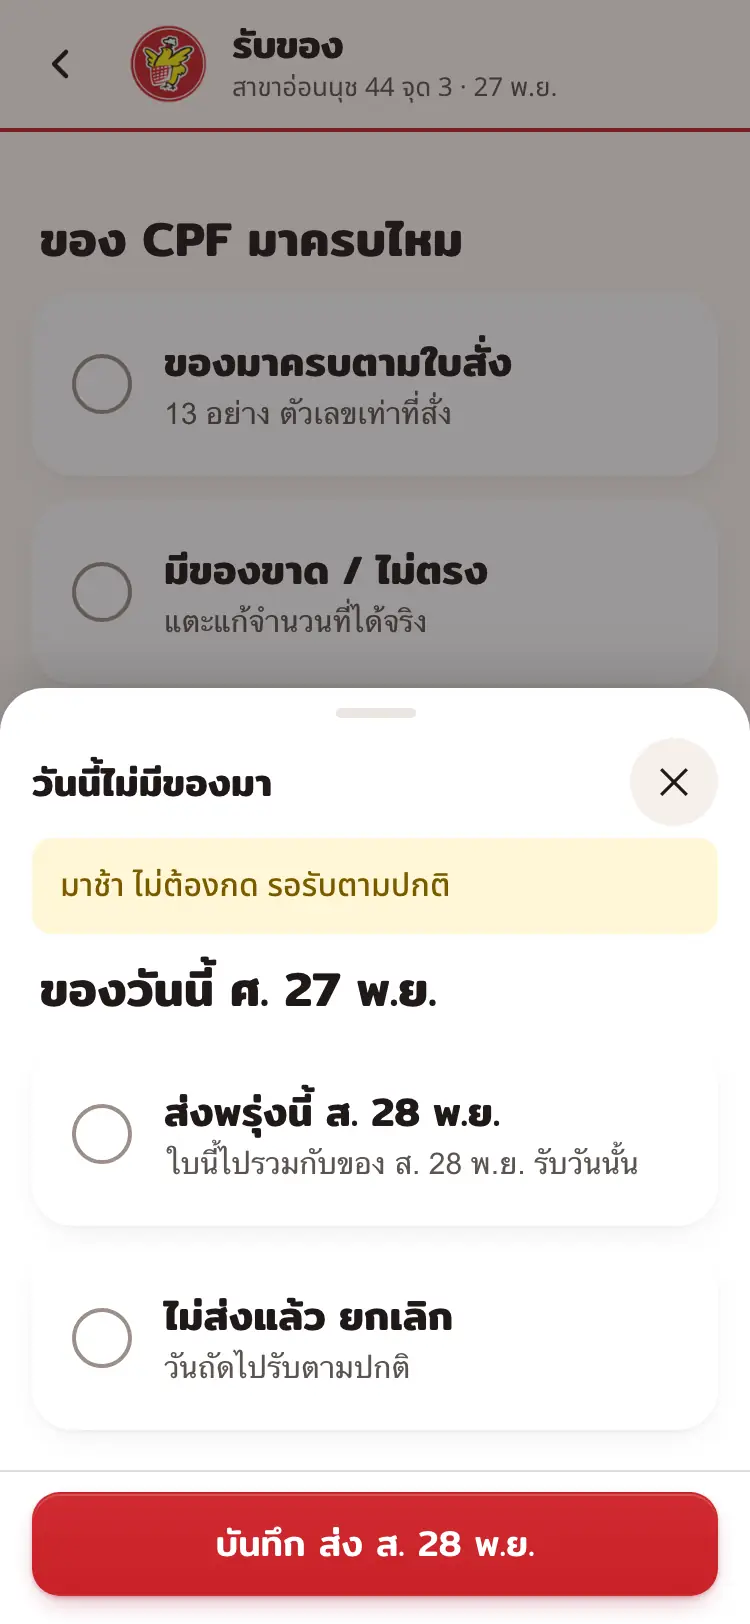 รับของ
สาขาอ่อนนุช 44 จุด 3 · 27 พ.ย.
ของ CPF มาครบไหม
ของมาครบตามใบสั่ง
13 อย่าง ตัวเลขเท่าที่สั่ง
มีของขาด / ไม่ตรง
แตะแก้จำนวนที่ได้จริง
วันนี้ไม่มีของมา
มาช้า ไม่ต้องกด รอรับตามปกติ
ของวันนี้ ศ. 27 พ.ย.
ส่งพรุ่งนี้ ส. 28 พ.ย.
ใบนี้ไปรวมกับของ ส. 28 พ.ย. รับวันนั้น
ไม่ส่งแล้ว ยกเลิก
วันถัดไปรับตามปกติ
บันทึก ส่ง ส. 28 พ.ย.